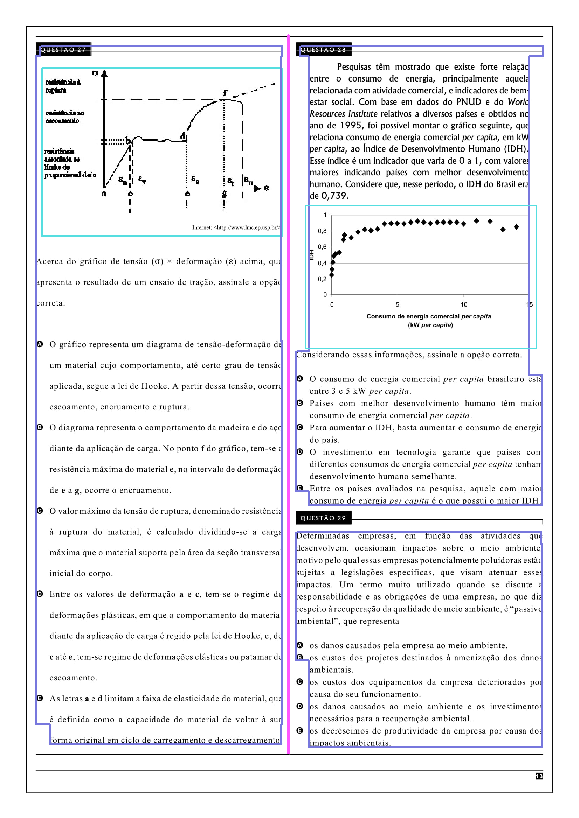 QUESTÃO 27
σ
resistência à
ruptura
resistência ao
escoamento
resistência
associada ao
limite de
proporcionalidade
f
d
ε
Internet: <http://www.lmc.ep.usp.br>
Acerca do gráfico de tensão (σ) × deformação (ε) acima, que
apresenta o resultado de um ensaio de tração, assinale a opção
correta.
A O gráfico representa um diagrama de tensão-deformação de
um material cujo comportamento, até certo grau de tensão
aplicada, segue a lei de Hooke. A partir dessa tensão, ocorre
escoamento, encruamento e ruptura.
B O diagrama representa o comportamento da madeira e do aço
diante da aplicação de carga. No ponto f do gráfico, tem-se a
resistência máxima do material e, no intervalo de deformação
de e a g, ocorre o encruamento.
C O valor máximo da tensão de ruptura, denominado resistência
à ruptura do material, é calculado dividindo-se a carga
máxima que o material suporta pela área da seção transversal
inicial do corpo.
D Entre os valores de deformação a e c, tem-se o regime de
deformações plásticas, em que o comportamento do material
diante da aplicação de carga é regido pela lei de Hooke, e, de
c até e, tem-se regime de deformações elásticas ou patamar de
escoamento.
E As letras a e d limitam a faixa de elasticidade do material, que
é definida como a capacidade do material de voltar à sua
forma original em ciclo de carregamento e descarregamento.
QUESTÃO 28
Pesquisas têm mostrado que existe forte relação
entre o consumo de energia, principalmente aquela
relacionada com atividade comercial, e indicadores de bem-
estar social. Com base em dados do PNUD e do World
Resources Institute relativos a diversos países e obtidos no
ano de 1995, foi possível montar o gráfico seguinte, que
relaciona consumo de energia comercial per capita, em kW
per capita, ao Índice de Desenvolvimento Humano (IDH).
Esse índice é um indicador que varia de 0 a 1, com valores
maiores indicando países com melhor desenvolvimento
humano. Considere que, nesse período, o IDH do Brasil era
de 0,739.
1
0,8
0,6
0,4
0,2
0
IDH
0 5 10 15
Consumo de energia comercial per capita
(kW per capita)
Considerando essas informações, assinale a opção correta.
A O consumo de energia comercial per capita brasileiro está
entre 3 e 5 kW per capita.
B Países com melhor desenvolvimento humano têm maior
consumo de energia comercial per capita.
C Para aumentar o IDH, basta aumentar o consumo de energia
do país.
D O investimento em tecnologia garante que países com
diferentes consumos de energia comercial per capita tenham
desenvolvimento humano semelhante.
E Entre os países avaliados na pesquisa, aquele com maior
consumo de energia per capita é o que possui o maior IDH.
QUESTÃO 29
Determinadas empresas, em função das atividades que
desenvolvem, ocasionam impactos sobre o meio ambiente,
motivo pelo qual essas empresas potencialmente poluidoras estão
sujeitas a legislações específicas, que visam atenuar esses
impactos. Um termo muito utilizado quando se discute a
responsabilidade e as obrigações de uma empresa, no que diz
respeito à recuperação da qualidade do meio ambiente, é “passivo
ambiental”, que representa
A os danos causados pela empresa ao meio ambiente.
B os custos dos projetos destinados à amenização dos danos
ambientais.
C os custos dos equipamentos da empresa deteriorados por
causa do seu funcionamento.
D os danos causados ao meio ambiente e os investimentos
necessários para a recuperação ambiental.
E os decréscimos de produtividade da empresa por causa dos
impactos ambientais.